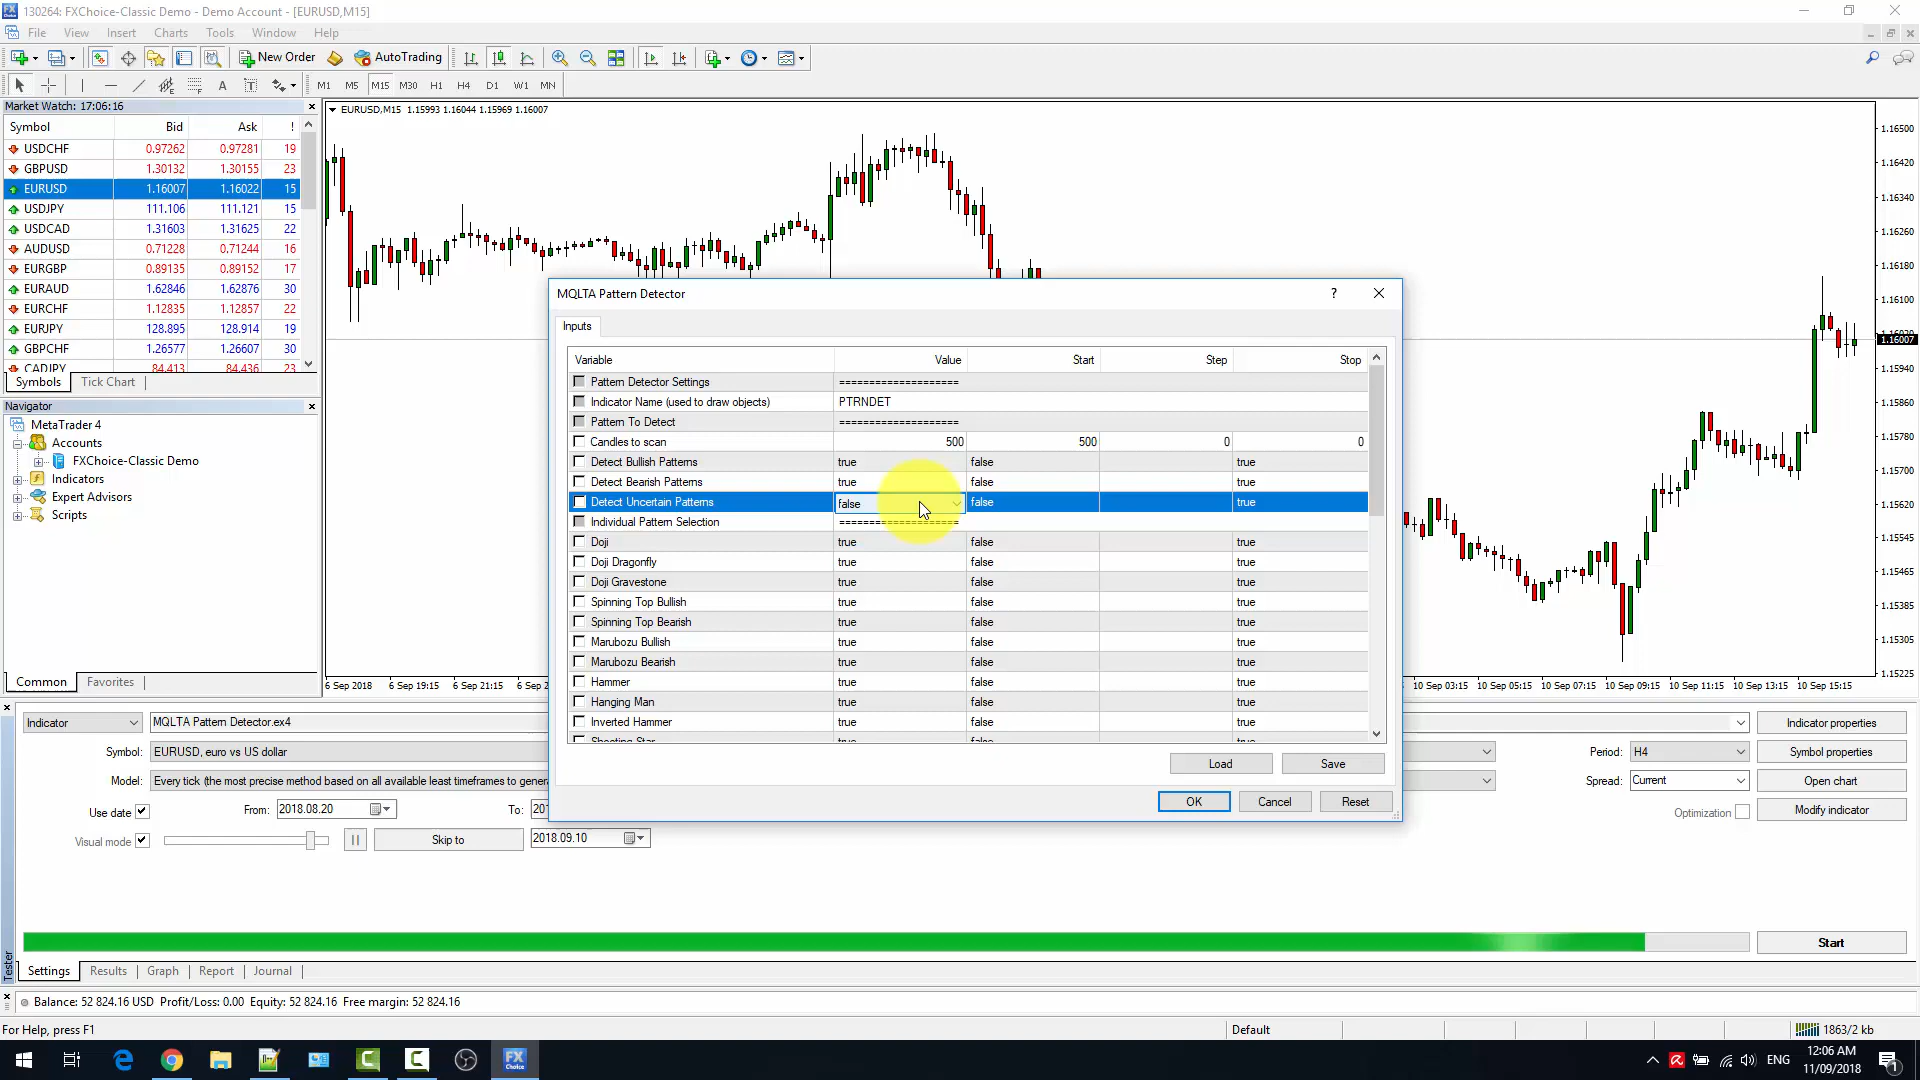 130264: FXChoice-Classic Demo - Demo Account - [EURUSD,M15]
File View Insert Charts Tools Window Help
New Order AutoTrading
M1 M5 M15 M30 H1 H4 D1 W1 MN
Market Watch: 17:06:16
Symbol Bid Ask !
USDCHF 0.97262 0.97281 19
GBPUSD 1.30132 1.30155 23
EURUSD 1.16007 1.16022 15
USDJPY 111.106 111.121 15
USDCAD 1.31603 1.31625 22
AUDUSD 0.71228 0.71244 16
EURGBP 0.89135 0.89152 17
EURAUD 1.62846 1.62876 30
EURCHF 1.12835 1.12857 22
EURJPY 128.895 128.914 19
GBPCHF 1.26577 1.26607 30
CADJPY 84.413 84.436 23
Symbols Tick Chart
Navigator
MetaTrader 4
Accounts
FXChoice-Classic Demo
Indicators
Expert Advisors
Scripts
Common Favorites
EURUSD,M15 1.15993 1.16044 1.15969 1.16007
1.16500
1.16420
1.16340
1.16260
1.16180
1.16100
1.16007
1.15940
1.15860
1.15780
1.15700
1.15620
1.15545
1.15465
1.15385
1.15305
1.15225
6 Sep 2018 6 Sep 19:15 6 Sep 21:15 6 Sep 2
10 Sep 03:15 10 Sep 05:15 10 Sep 07:15 10 Sep 09:15 10 Sep 11:15 10 Sep 13:15 10 Sep 15:15
MQLTA Pattern Detector ?
Inputs
Variable Value Start Step Stop
Pattern Detector Settings ====================
Indicator Name (used to draw objects) PTRNDET
Pattern To Detect ====================
Candles to scan 500 500 0 0
Detect Bullish Patterns true false true
Detect Bearish Patterns true false true
Detect Uncertain Patterns false false true
Individual Pattern Selection ====================
Doji true false true
Doji Dragonfly true false true
Doji Gravestone true false true
Spinning Top Bullish true false true
Spinning Top Bearish true false true
Marubozu Bullish true false true
Marubozu Bearish true false true
Hammer true false true
Hanging Man true false true
Inverted Hammer true false true
Shooting Star true false true
Load Save
OK Cancel Reset
Indicator MQLTA Pattern Detector.ex4 Indicator properties
Symbol: EURUSD, euro vs US dollar Period: H4 Symbol properties
Model: Every tick (the most precise method based on all available least timeframes to gener Spread: Current Open chart
Use date From: 2018.08.20 To: 20 Optimization Modify indicator
Visual mode Skip to 2018.09.10
Start
Tester
Settings Results Graph Report Journal
Balance: 52 824.16 USD Profit/Loss: 0.00 Equity: 52 824.16 Free margin: 52 824.16
For Help, press F1 Default 1863/2 kb
FX Choice
ENG 12:06 AM
11/09/2018
1